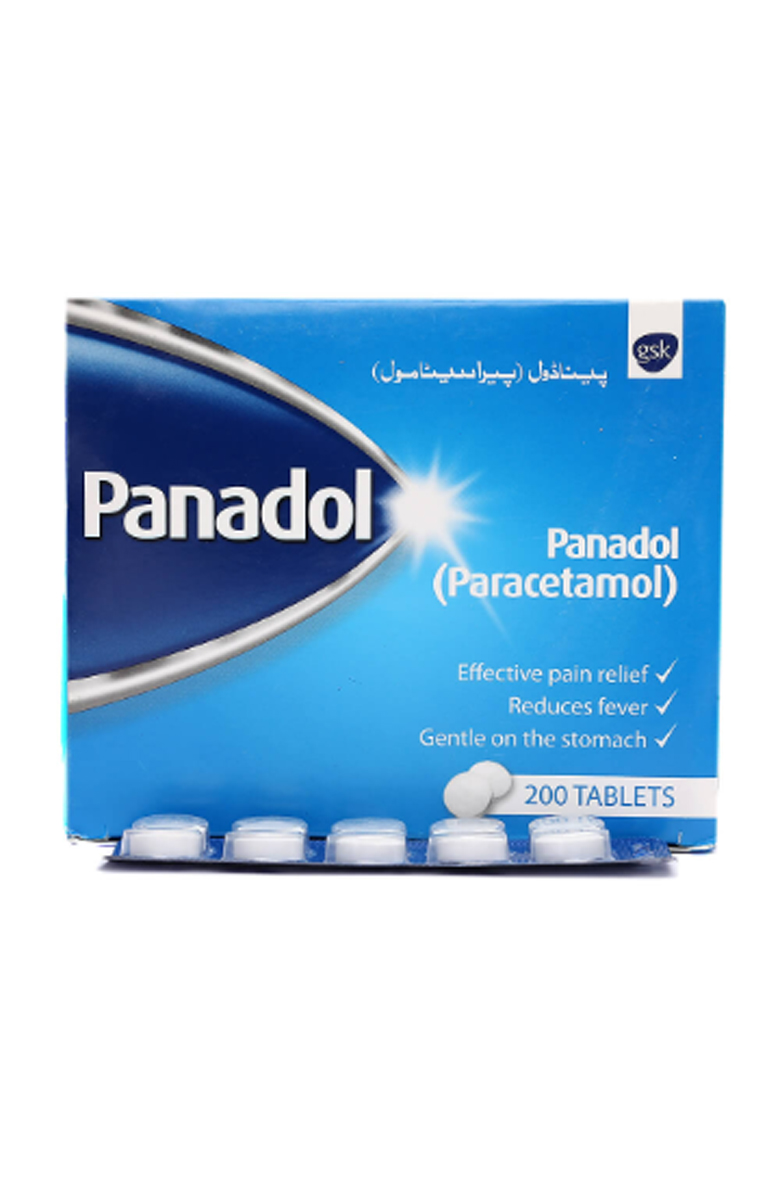 gsk
پیناڈول (پیراسیٹامول)
Panadol
Panadol
(Paracetamol)
Effective pain relief
Reduces fever
Gentle on the stomach
200 TABLETS